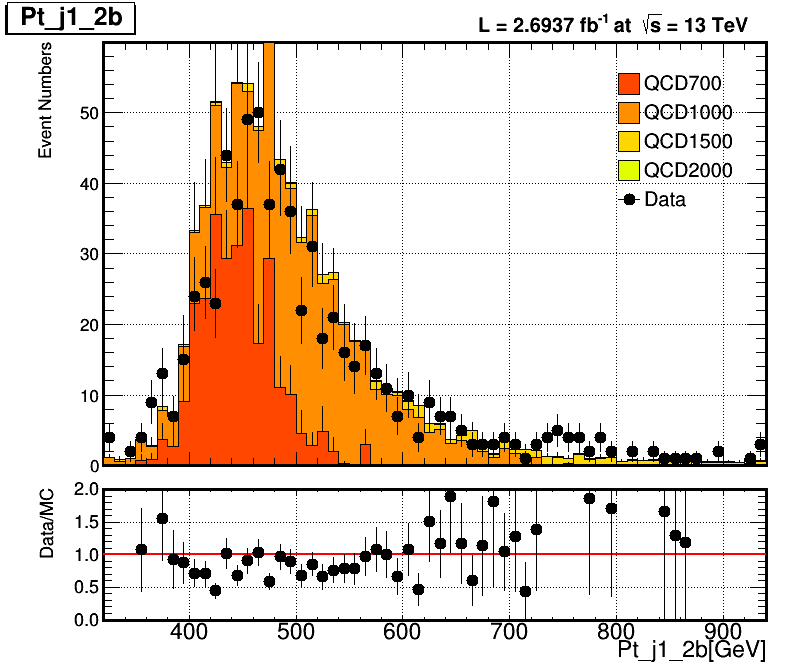 Pt_j1_2b
L = 2.6937 fb-1 at √s = 13 TeV
Event Numbers
50
40
30
20
10
0
QCD700
QCD1000
QCD1500
QCD2000
Data
Data/MC
2.0
1.5
1.0
0.5
0.0
400 500 600 700 800 900
Pt_j1_2b[GeV]